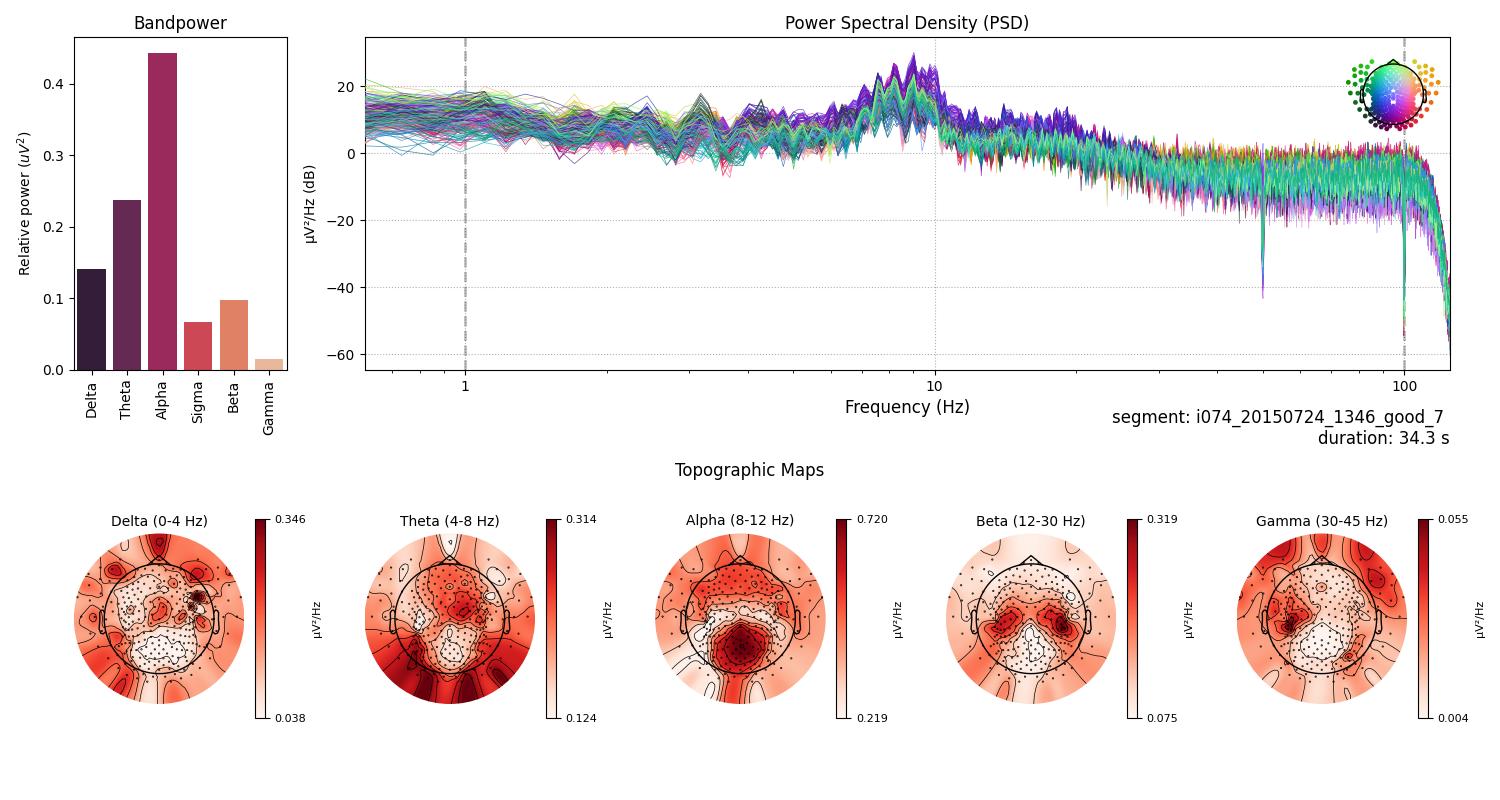 Bandpower
Relative power (uV²)
0.4
0.3
0.2
0.1
0.0
Delta
Theta
Alpha
Sigma
Beta
Gamma
Power Spectral Density (PSD)
µV²/Hz (dB)
20
0
−20
−40
−60
1
10
100
Frequency (Hz)
segment: i074_20150724_1346_good_7
duration: 34.3 s
Topographic Maps
Delta (0-4 Hz)
0.346
0.038
µV²/Hz
Theta (4-8 Hz)
0.314
0.124
µV²/Hz
Alpha (8-12 Hz)
0.720
0.219
µV²/Hz
Beta (12-30 Hz)
0.319
0.075
µV²/Hz
Gamma (30-45 Hz)
0.055
0.004
µV²/Hz